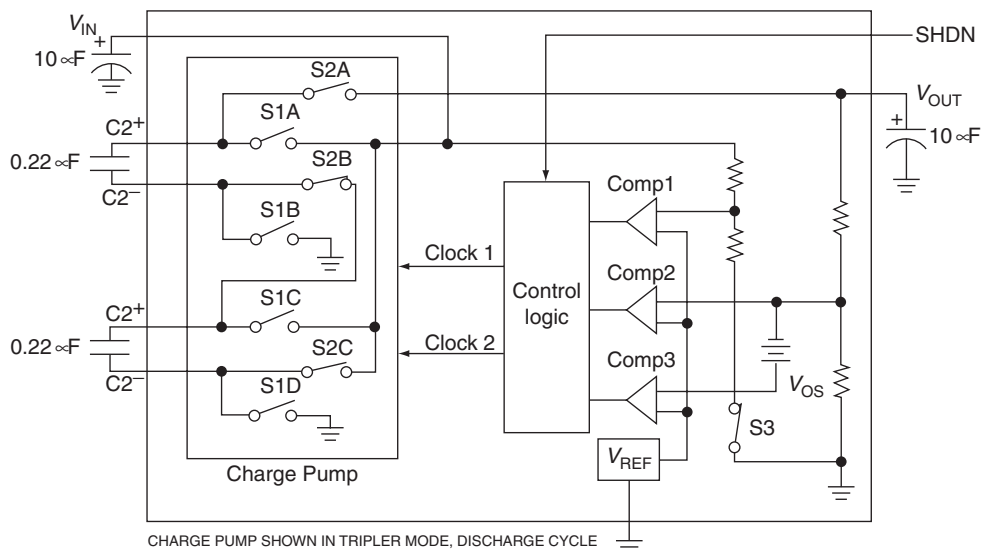 V_IN
+
10 ∝F
SHDN
S2A
V_OUT
+
10 ∝F
S1A
C2⁺
0.22 ∝F
C2⁻
S2B
S1B
Comp1
Clock 1
Comp2
Control
logic
C2⁺
S1C
0.22 ∝F
Clock 2
Comp3
C2⁻
S2C
S1D
V_OS
S3
V_REF
Charge Pump
CHARGE PUMP SHOWN IN TRIPLER MODE, DISCHARGE CYCLE